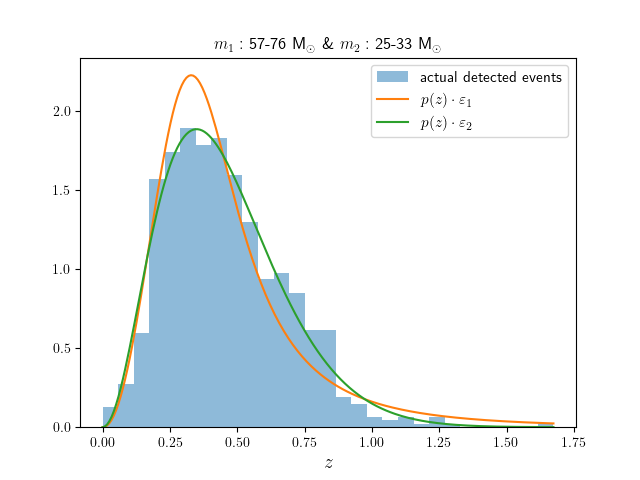 m₁ : 57-76 M⊙ & m₂ : 25-33 M⊙
actual detected events
p(z) · ε₁
p(z) · ε₂
2.0
1.5
1.0
0.5
0.0
0.00 0.25 0.50 0.75 1.00 1.25 1.50 1.75
z